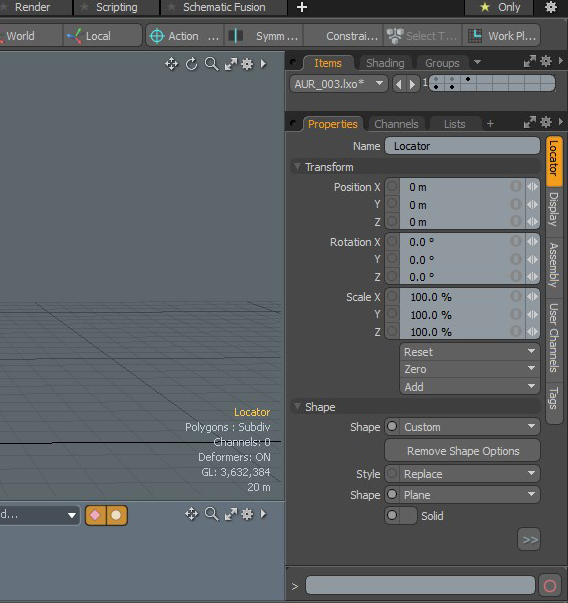 Render Scripting Schematic Fusion + Only
World Local Action ... Symm ... Constrai... Select T... Work Pl...
Items Shading Groups
AUR_003.lxo* 1
Properties Channels Lists +
Name Locator
Transform
Position X 0 m
Y 0 m
Z 0 m
Rotation X 0.0 °
Y 0.0 °
Z 0.0 °
Scale X 100.0 %
Y 100.0 %
Z 100.0 %
Reset
Zero
Add
Shape
Shape Custom
Remove Shape Options
Style Replace
Shape Plane
Solid
>>
>
Locator
Display
Assembly
User Channels
Tags
Locator
Polygons : Subdiv
Channels: 0
Deformers: ON
GL: 3,632,384
20 m
d...